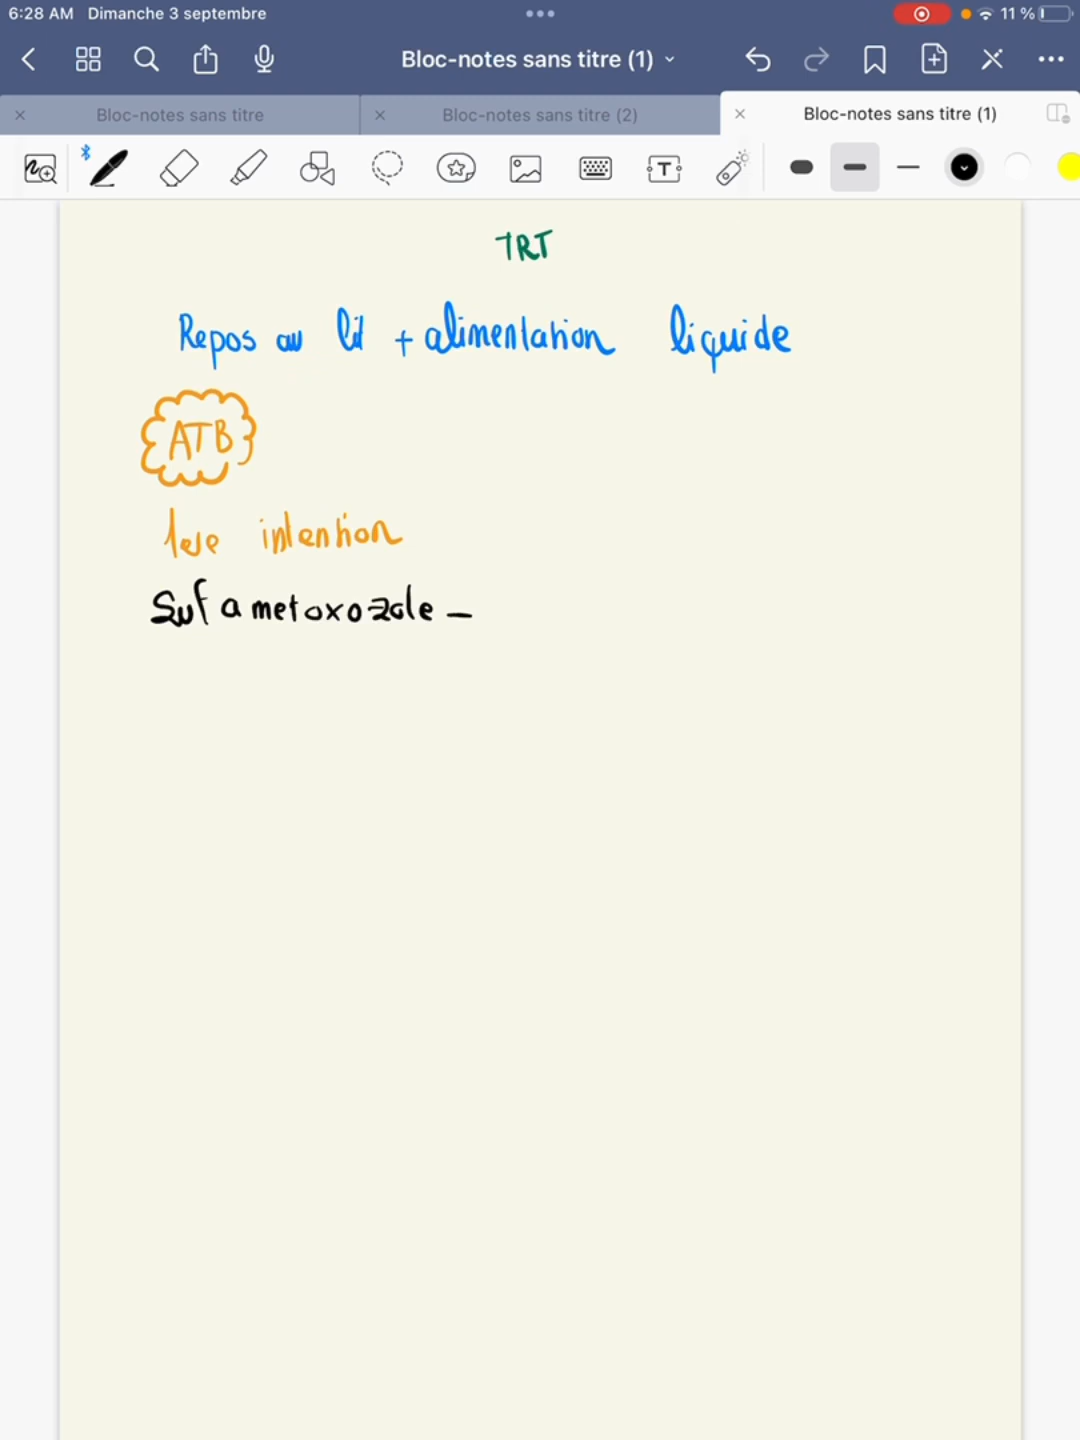 6:28 AM Dimanche 3 septembre
11 %
Bloc-notes sans titre (1)
Bloc-notes sans titre
Bloc-notes sans titre (2)
Bloc-notes sans titre (1)
TRT
Repos au lit + alimentation liquide
ATB
1ere intention
Sufametoxozole –